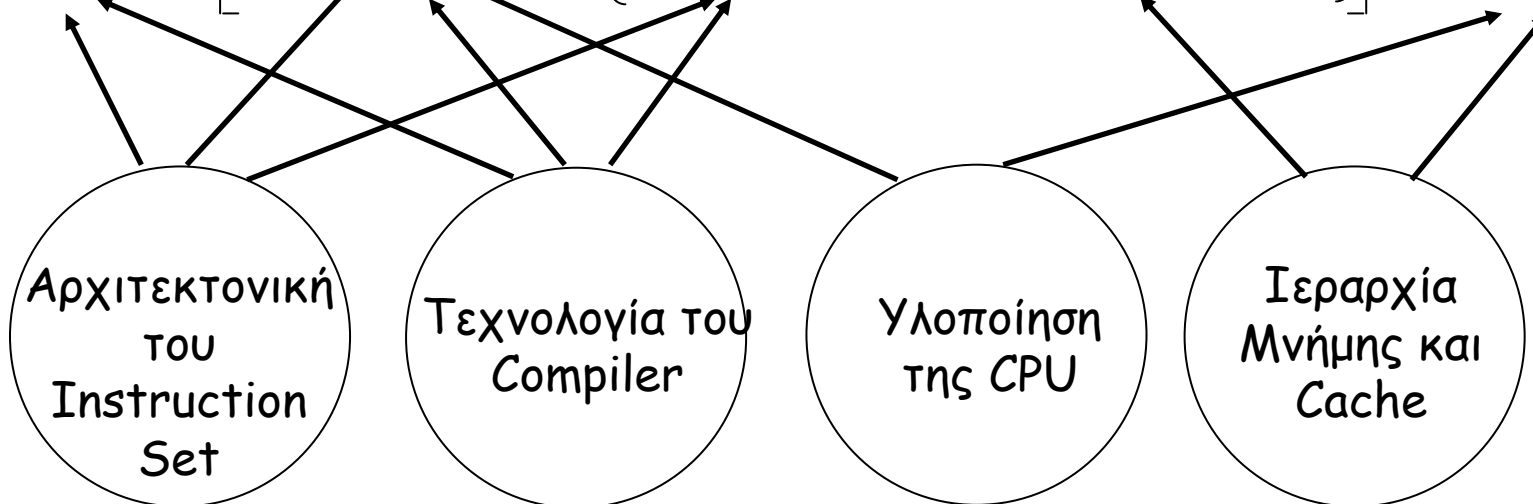 Αρχιτεκτονική
του
Instruction
Set
Τεχνολογία του
Compiler
Υλοποίηση
της CPU
Ιεραρχία
Μνήμης και
Cache